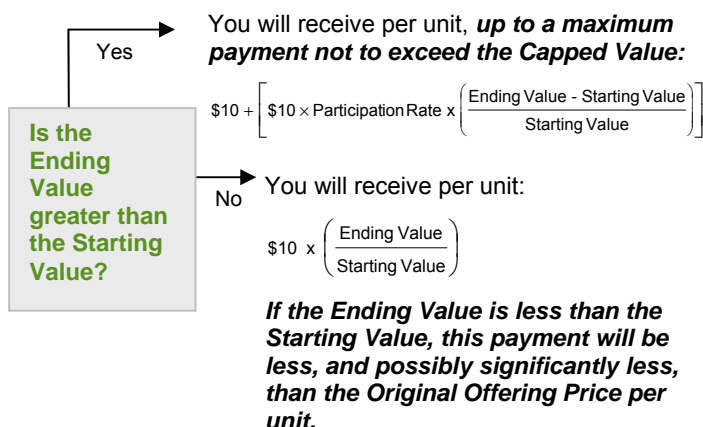 You will receive per unit, up to a maximum
payment not to exceed the Capped Value:
Yes
$10 + [ $10 × Participation Rate x ( Ending Value - Starting Value / Starting Value ) ]
Is the
Ending
Value
greater than
the Starting
Value?
No
You will receive per unit:
$10 x ( Ending Value / Starting Value )
If the Ending Value is less than the
Starting Value, this payment will be
less, and possibly significantly less,
than the Original Offering Price per
unit.